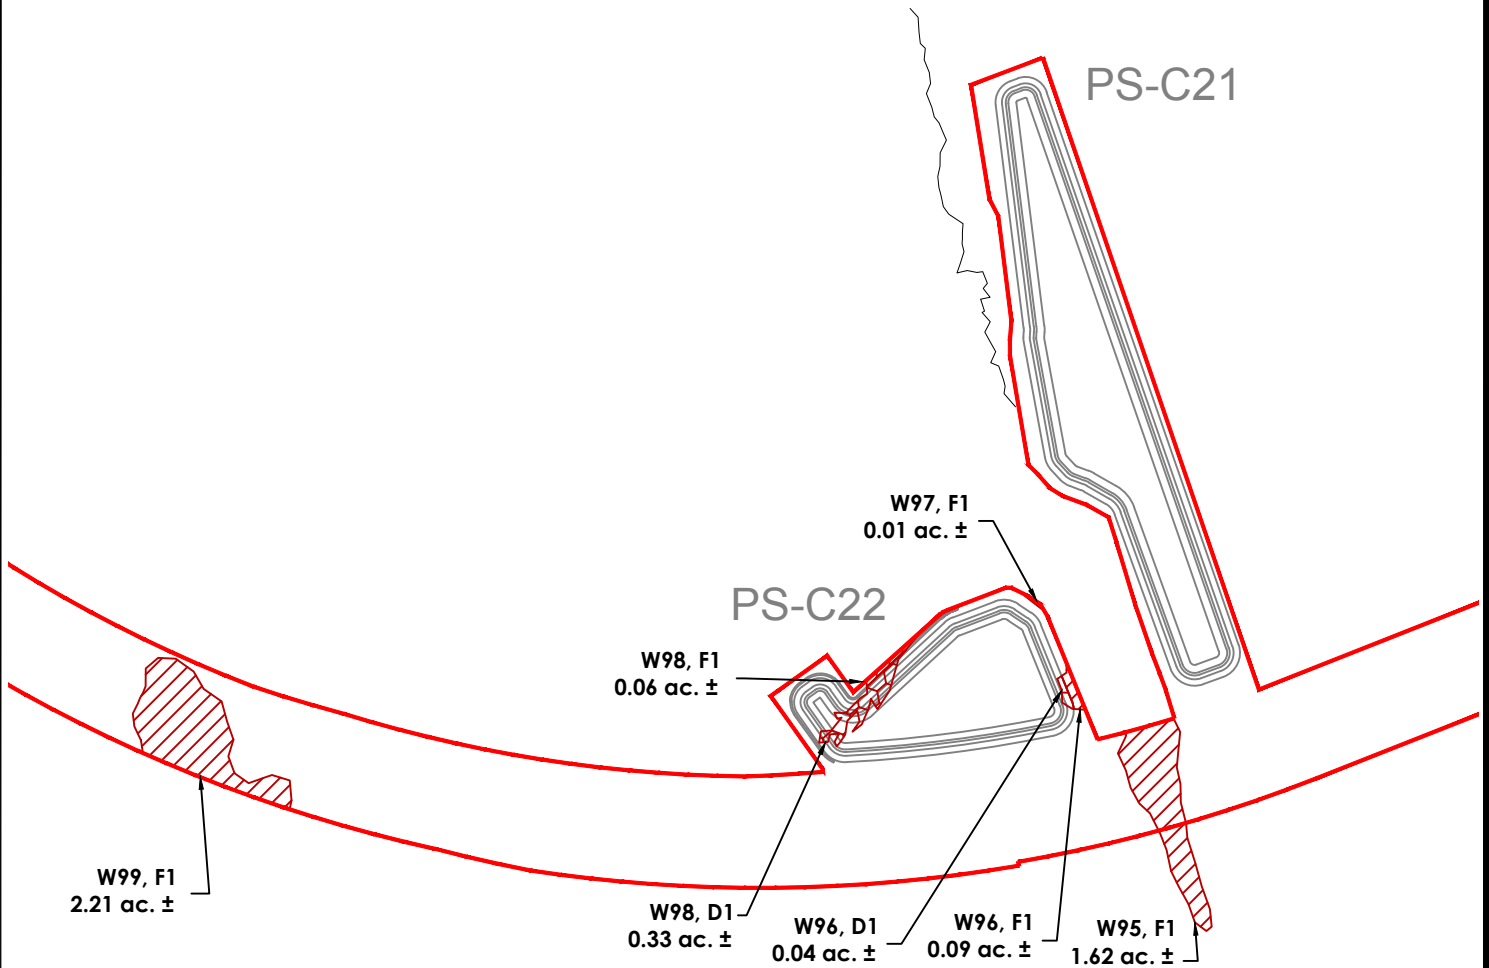 PS-C21
W97, F1
0.01 ac. ±
PS-C22
W98, F1
0.06 ac. ±
W99, F1
2.21 ac. ±
W98, D1
0.33 ac. ±
W96, D1
0.04 ac. ±
W96, F1
0.09 ac. ±
W95, F1
1.62 ac. ±